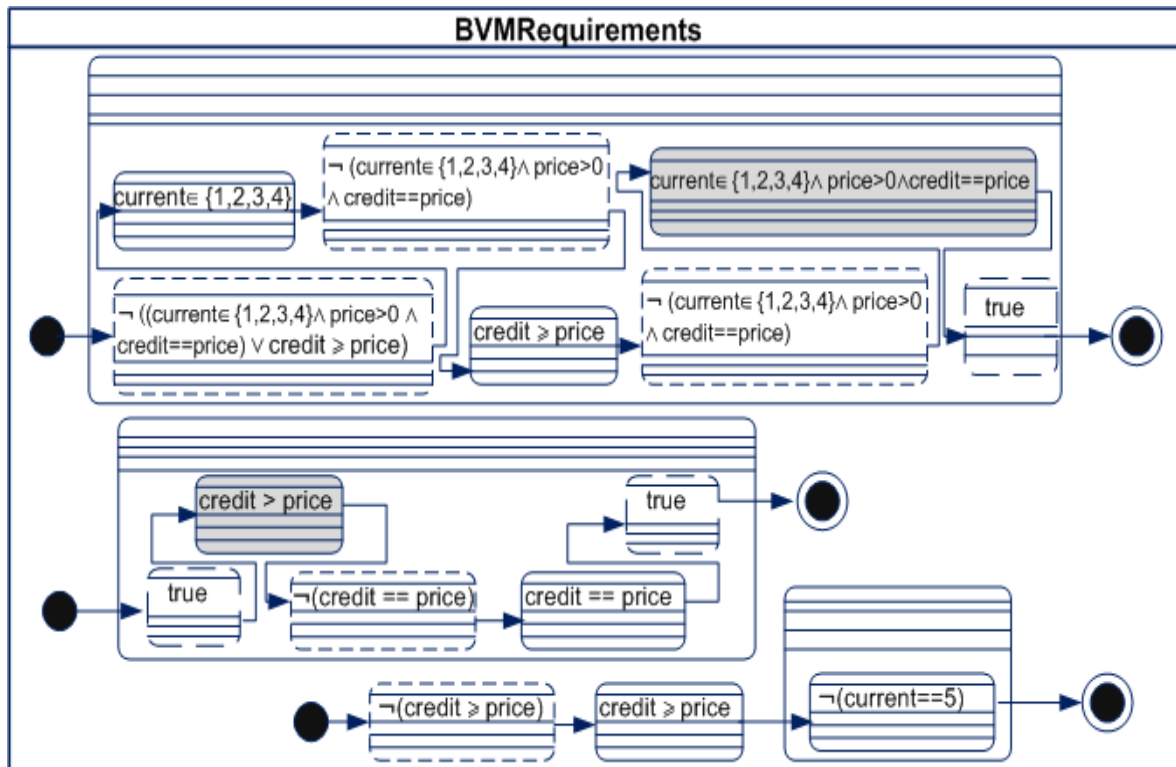 BVMRequirements
current∈ {1,2,3,4}
¬ (current∈ {1,2,3,4}∧ price>0
∧ credit==price)
current∈ {1,2,3,4}∧ price>0∧credit==price
¬ ((current∈ {1,2,3,4}∧ price>0 ∧
credit==price) ∨ credit ⩾ price)
credit ⩾ price
¬ (current∈ {1,2,3,4}∧ price>0
∧ credit==price)
true
credit > price
true
true
¬(credit == price)
credit == price
¬(credit ⩾ price)
credit ⩾ price
¬(current==5)